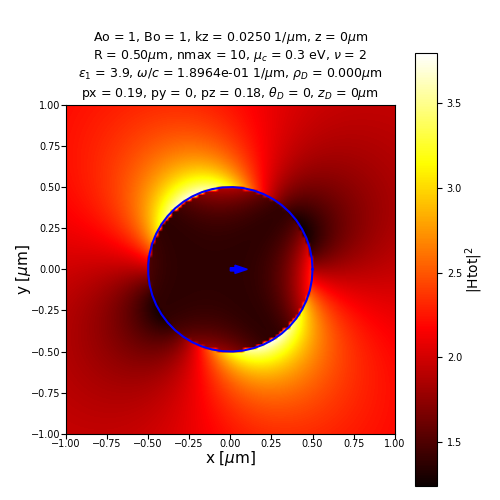 Ao = 1, Bo = 1, kz = 0.0250 1/μm, z = 0μm
R = 0.50μm, nmax = 10, μc = 0.3 eV, ν = 2
ε1 = 3.9, ω/c = 1.8964e-01 1/μm, ρD = 0.000μm
px = 0.19, py = 0, pz = 0.18, θD = 0, zD = 0μm
1.00
0.75
0.50
0.25
0.00
−0.25
−0.50
−0.75
−1.00
y [μm]
−1.00 −0.75 −0.50 −0.25 0.00 0.25 0.50 0.75 1.00
x [μm]
3.5
3.0
2.5
2.0
1.5
|Htot|²